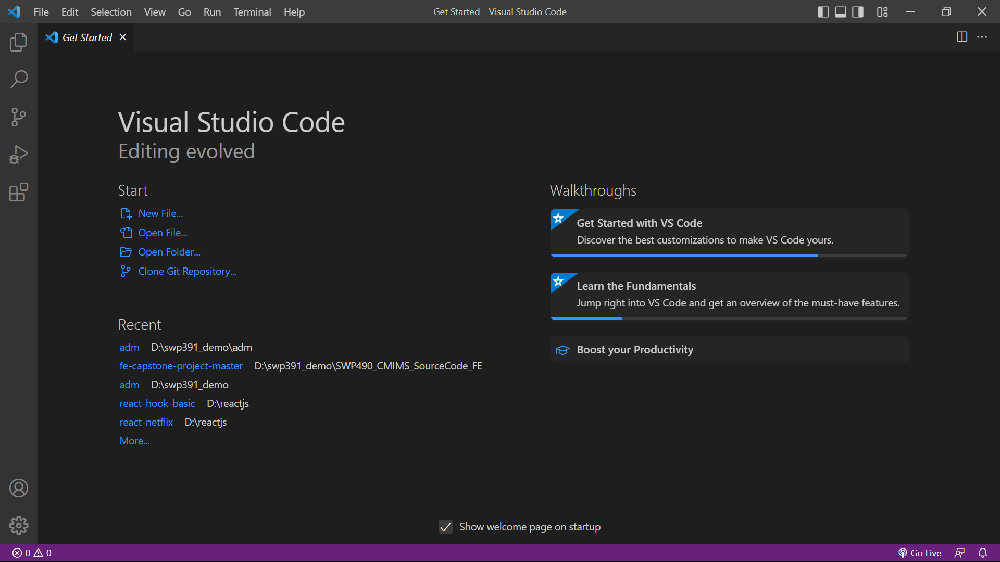 File Edit Selection View Go Run Terminal Help Get Started - Visual Studio Code
Get Started
Visual Studio Code
Editing evolved
Start
New File...
Open File...
Open Folder...
Clone Git Repository...
Recent
adm D:\swp391_demo\adm
fe-capstone-project-master D:\swp391_demo\SWP490_CMIMS_SourceCode_FE
adm D:\swp391_demo
react-hook-basic D:\reactjs
react-netflix D:\reactjs
More...
Walkthroughs
Get Started with VS Code
Discover the best customizations to make VS Code yours.
Learn the Fundamentals
Jump right into VS Code and get an overview of the must-have features.
Boost your Productivity
Show welcome page on startup
0 0 Go Live